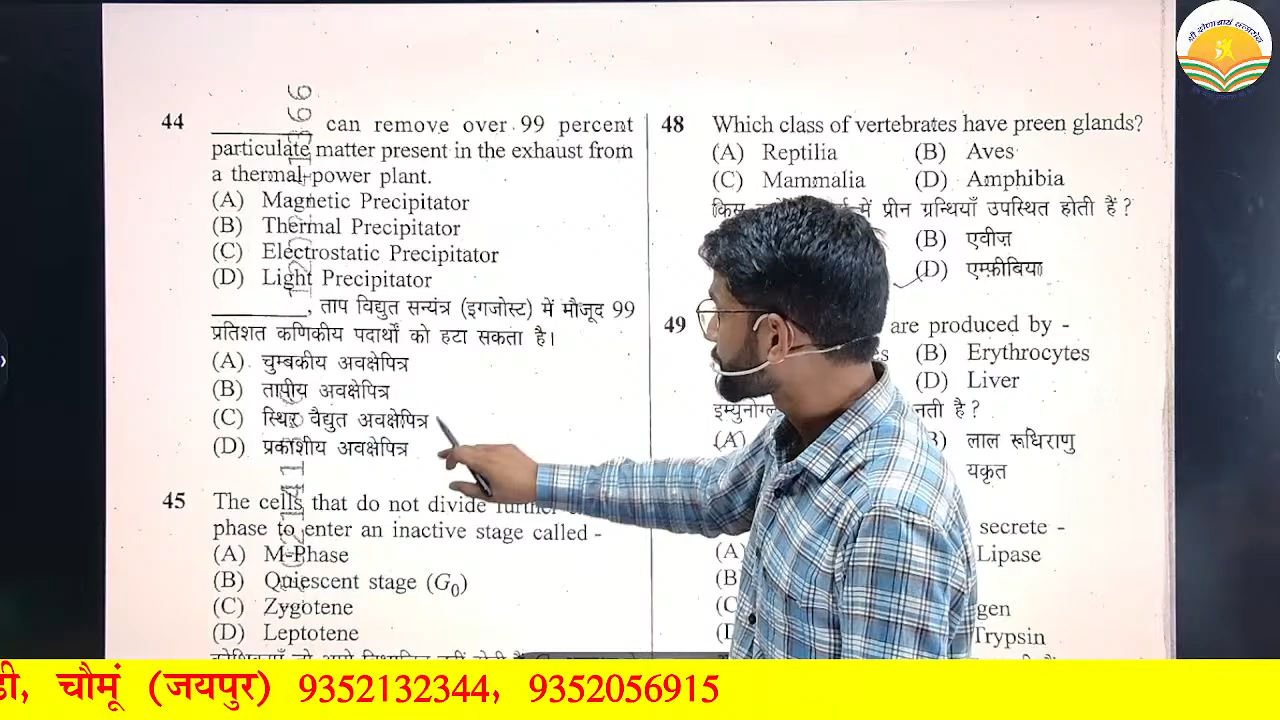 44
__________ can remove over 99 percent
particulate matter present in the exhaust from
a thermal power plant.
(A) Magnetic Precipitator
(B) Thermal Precipitator
(C) Electrostatic Precipitator
(D) Light Precipitator
__________, ताप विद्युत सन्यंत्र (इगजोस्ट) में मौजूद 99
प्रतिशत कणिकीय पदार्थों को हटा सकता है।
(A) चुम्बकीय अवक्षेपित्र
(B) तापीय अवक्षेपित्र
(C) स्थिर वैद्युत अवक्षेपित्र
(D) प्रकाशीय अवक्षेपित्र
45 The cells that do not divide further
phase to enter an inactive stage called -
(A) M-Phase
(B) Quiescent stage (G₀)
(C) Zygotene
(D) Leptotene
48 Which class of vertebrates have preen glands?
(A) Reptilia (B) Aves
(C) Mammalia (D) Amphibia
किस में प्रीन ग्रन्थियाँ उपस्थित होती हैं ?
(B) एवीज़
(D) एम्फ़ीबिया
49 are produced by -
(B) Erythrocytes
(D) Liver
नती है ?
(A) लाल रूधिराणु
यकृत
secrete -
(A) Lipase
(B
(C gen
Trypsin
चौमूं (जयपुर) 9352132344, 9352056915